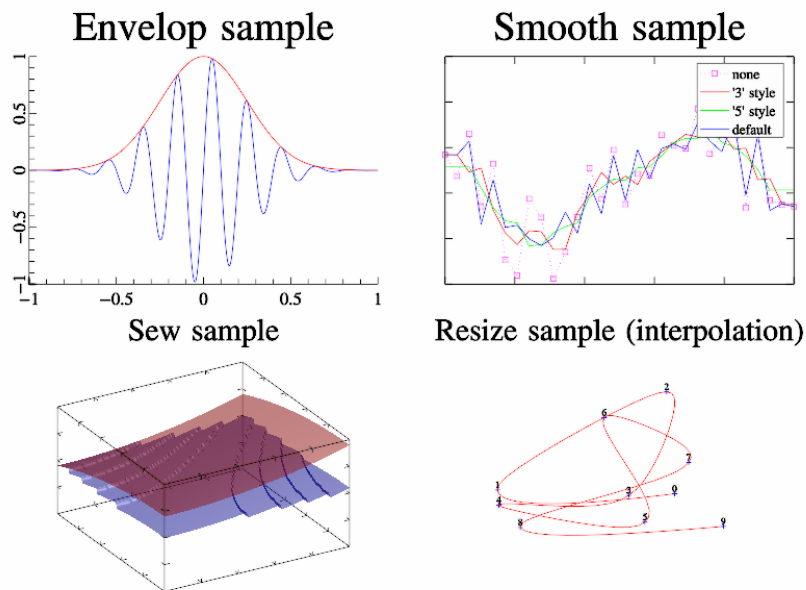 Envelop sample
1
0.5
0
−0.5
−1
−1
−0.5
0
0.5
1
Smooth sample
none
'3' style
'5' style
default
Sew sample
Resize sample (interpolation)
2
6
7
1
3
0
4
5
8
9